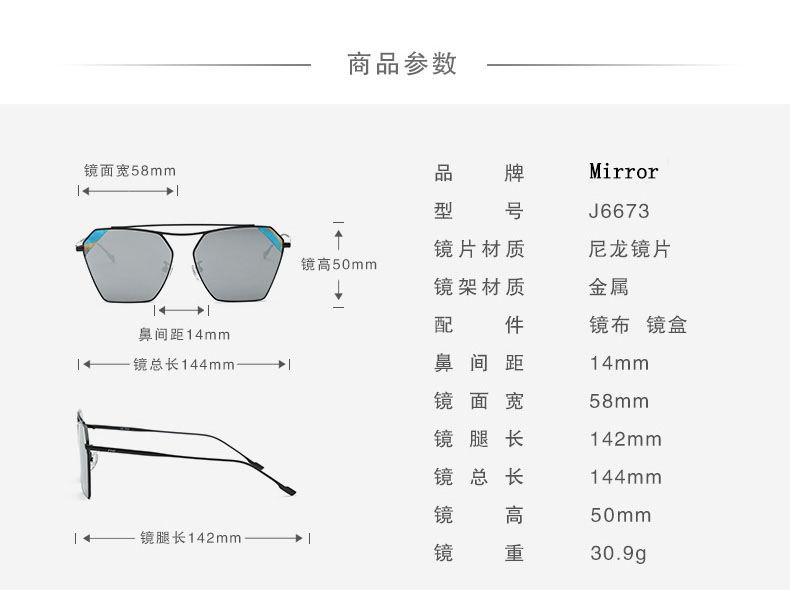 商品参数
镜面宽58mm
镜高50mm
鼻间距14mm
镜总长144mm
镜腿长142mm
品牌 Mirror
型号 J6673
镜片材质 尼龙镜片
镜架材质 金属
配件 镜布 镜盒
鼻间距 14mm
镜面宽 58mm
镜腿长 142mm
镜总长 144mm
镜高 50mm
镜重 30.9g